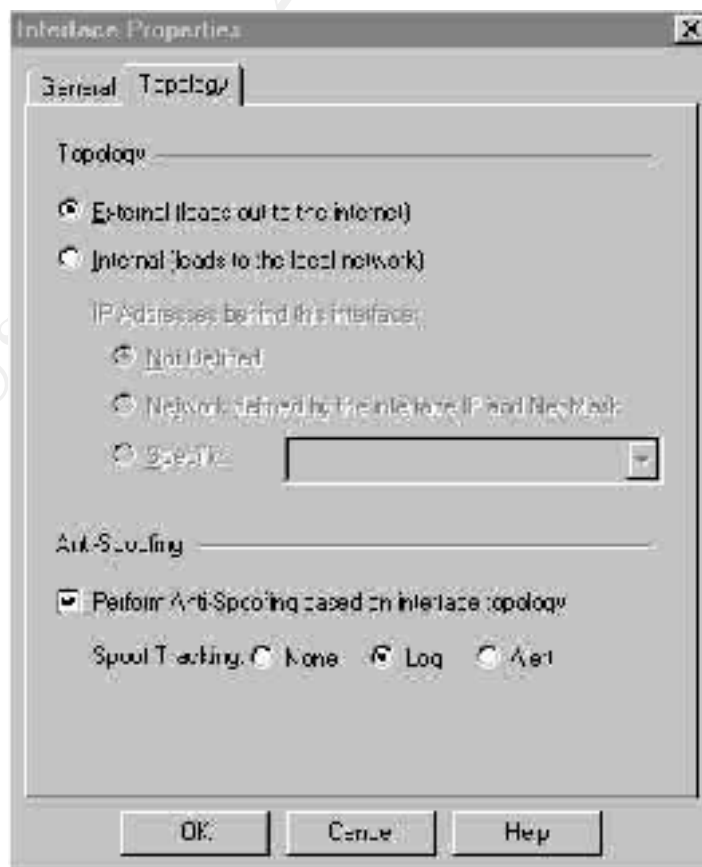 Interface Properties
General Topology
Topology
External (leads out to the internet)
Internal (leads to the local network)
IP Addresses behind this interface:
Not Defined
Network defined by the interface IP and Net Mask
Specific:
Anti-Spoofing
Perform Anti-Spoofing based on interface topology
Spoof Tracking: None Log Alert
OK Cancel Help